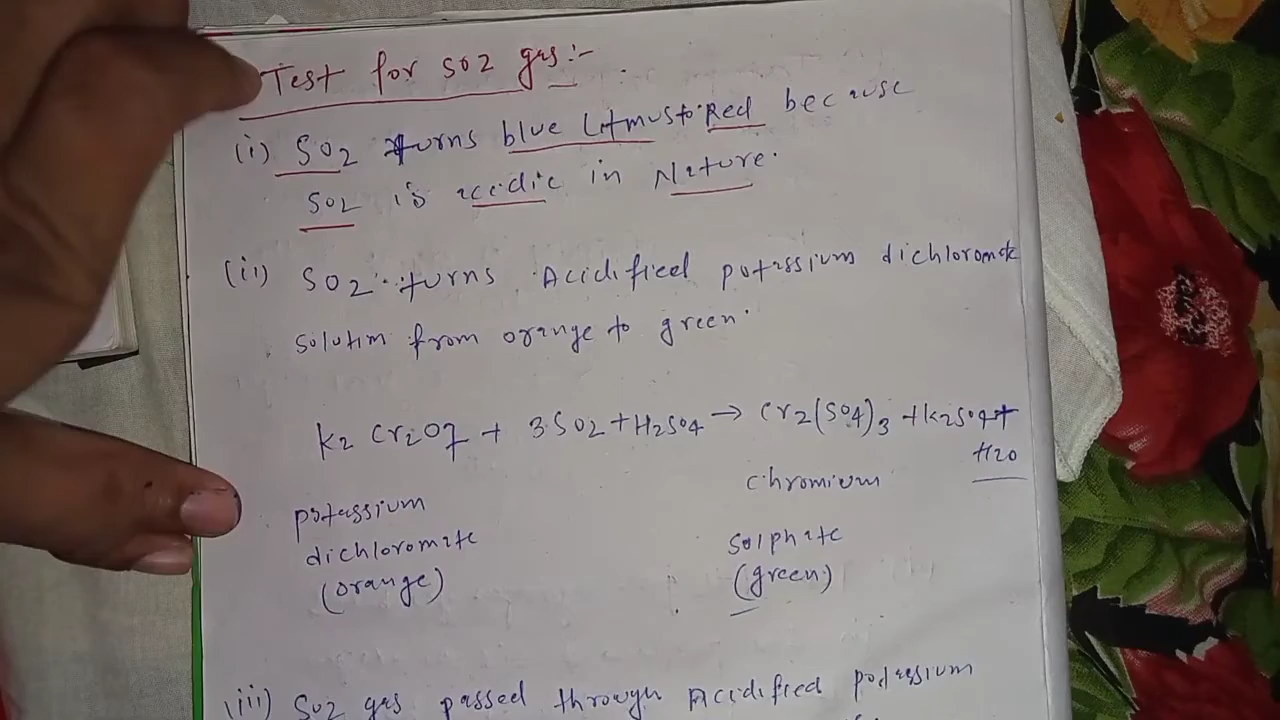 Test for SO2 gas:-
(i) SO2 turns blue Litmus to Red because
SO2 is accdic in Nature.
(ii) SO2 turns Acidified potassium dichloromate
solution from orange to green.
K2 Cr2O7 + 3SO2 + H2SO4 → Cr2(SO4)3 + K2SO4 +
H2O
potassium
dichloromate
(orange)
chromium
Solphate
(green)
(iii) SO2 gas passed through Acidified potassium